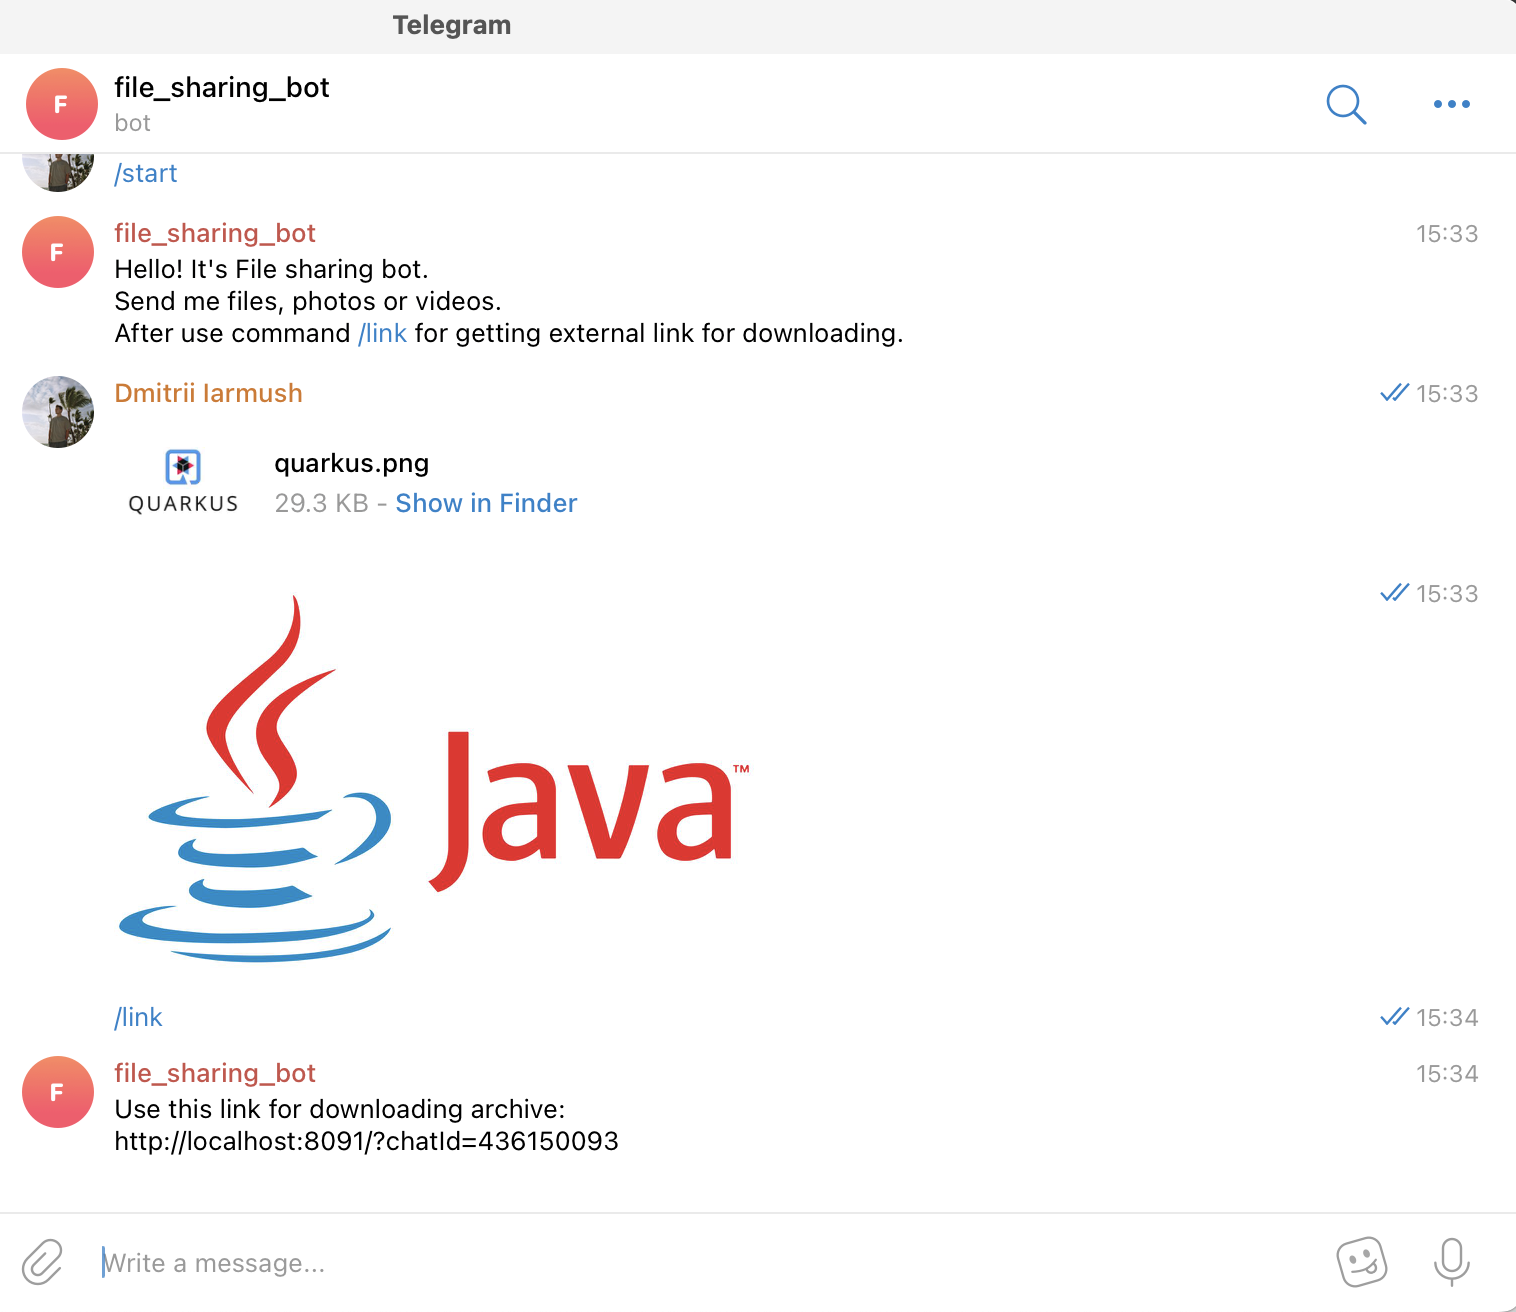 Telegram
F
file_sharing_bot
bot
/start
F
file_sharing_bot
15:33
Hello! It's File sharing bot.
Send me files, photos or videos.
After use command /link for getting external link for downloading.
Dmitrii Iarmush
15:33
QUARKUS
quarkus.png
29.3 KB - Show in Finder
15:33
Java™
/link
15:34
F
file_sharing_bot
15:34
Use this link for downloading archive:
http://localhost:8091/?chatId=436150093
Write a message...